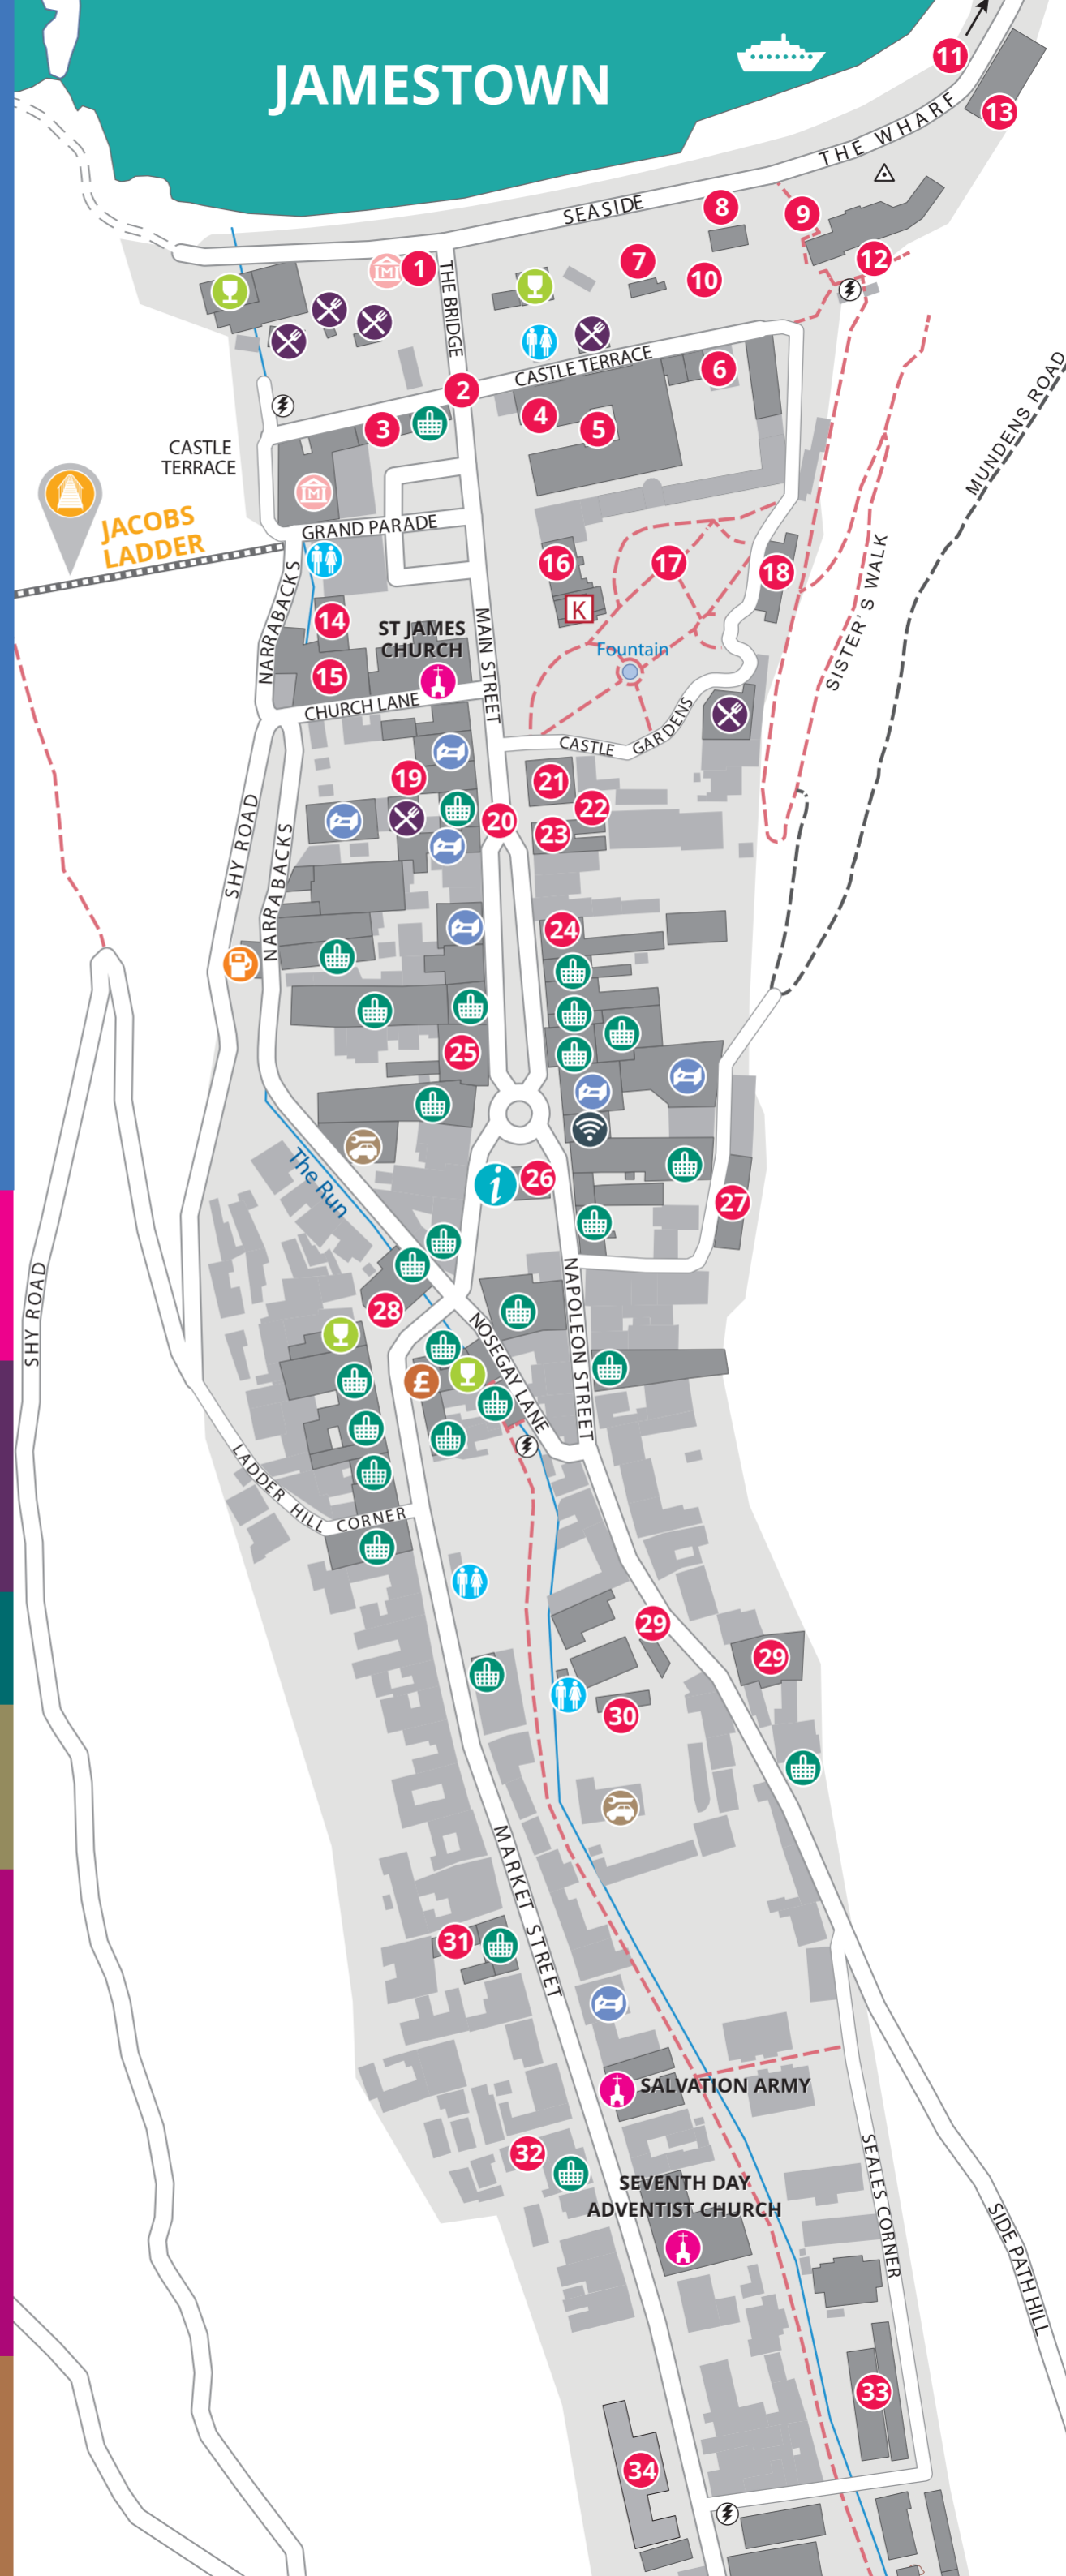 JAMESTOWN
11
13
THE WHARF
8
9
SEASIDE
12
7
10
1
THE BRIDGE
CASTLE TERRACE
6
2
4
5
3
CASTLE
TERRACE
MUNDENS ROAD
JACOBS
LADDER
GRAND PARADE
16
17
18
K
14
ST JAMES
CHURCH
NARRABACKS
MAIN STREET
SISTER'S WALK
Fountain
15
CHURCH LANE
CASTLE GARDENS
19
21
22
20
23
SHY ROAD
NARRABACKS
24
25
The Run
i
26
27
SHY ROAD
28
NOSEGAY LANE
NAPOLEON STREET
£
LADDER HILL CORNER
29
29
30
MARKET STREET
31
SALVATION ARMY
32
SEVENTH DAY
ADVENTIST CHURCH
SEALES CORNER
SIDE PATH HILL
33
34